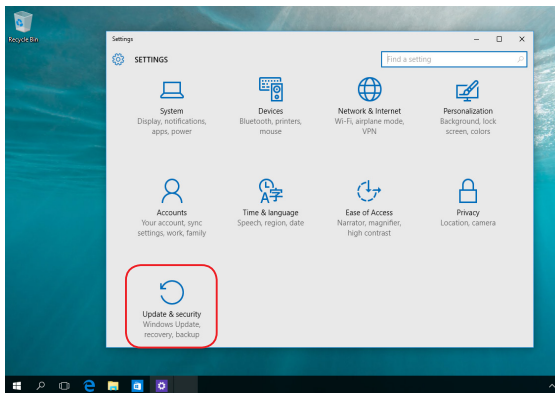 Recycle Bin
Settings
SETTINGS
Find a setting
System
Display, notifications,
apps, power
Devices
Bluetooth, printers,
mouse
Network & Internet
Wi-Fi, airplane mode,
VPN
Personalization
Background, lock
screen, colors
Accounts
Your account, sync
settings, work, family
Time & language
Speech, region, date
Ease of Access
Narrator, magnifier,
high contrast
Privacy
Location, camera
Update & security
Windows Update,
recovery, backup